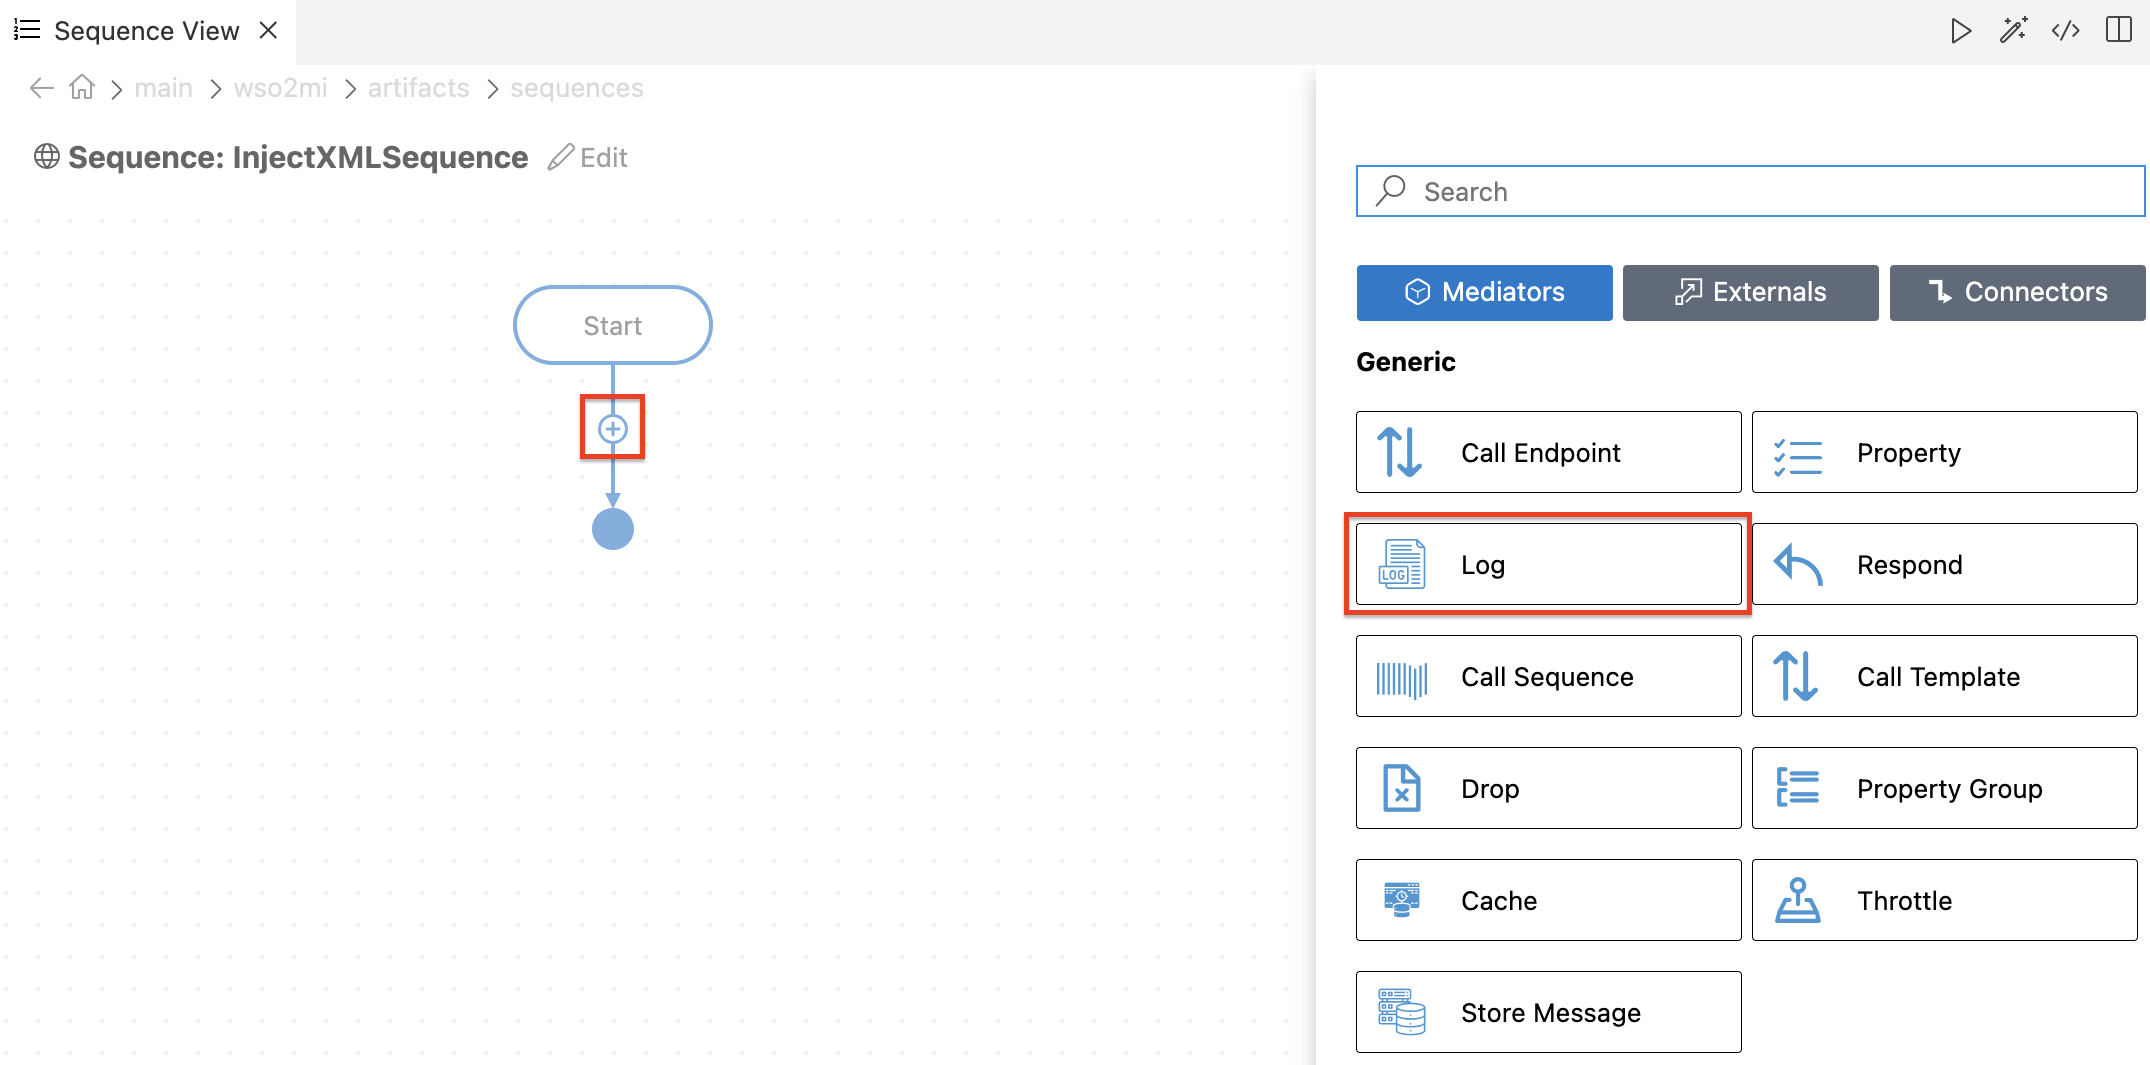 Sequence View
main wso2mi artifacts sequences
Sequence: InjectXMLSequence Edit
Start
Search
Mediators Externals Connectors
Generic
Call Endpoint Property
LOG Log Respond
Call Sequence Call Template
Drop Property Group
Cache Throttle
Store Message